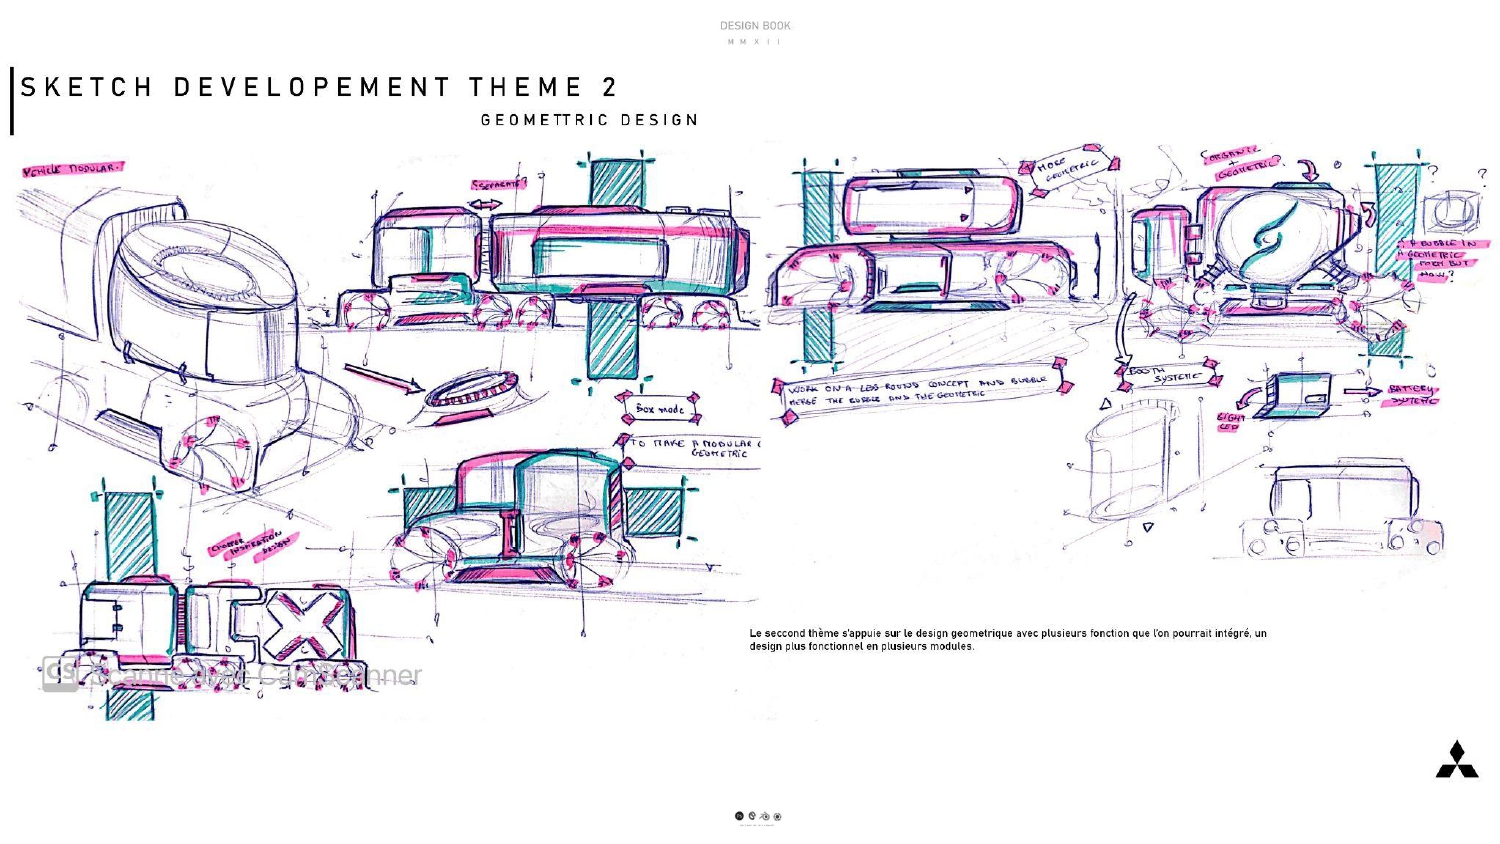 DESIGN BOOK
M M X I I
SKETCH DEVELOPEMENT THEME 2
GEOMETTRIC DESIGN
VEHICLE MODULAR.
SEPARATE?
MORE
GEOMETRIC
ORGANIC
+
GEOMETRIC?
?
?
A BUBBLE IN
A GEOMETRIC
FORM BUT
HOW?
WORK ON A LESS ROUND CONCEPT AND BUBBLE
MERGE THE BUBBLE AND THE GEOMETRIC
BOOTH
SYSTEME
BATTERY
SYSTEME
LIGHT
LED
Box mode
TO MAKE A MODULAR
GEOMETRIC
INSPIRATION
DESIGN
Le seccond thème s'appuie sur le design geometrique avec plusieurs fonction que l'on pourrait intégré, un
design plus fonctionnel en plusieurs modules.
CS Scanné avec CamScanner